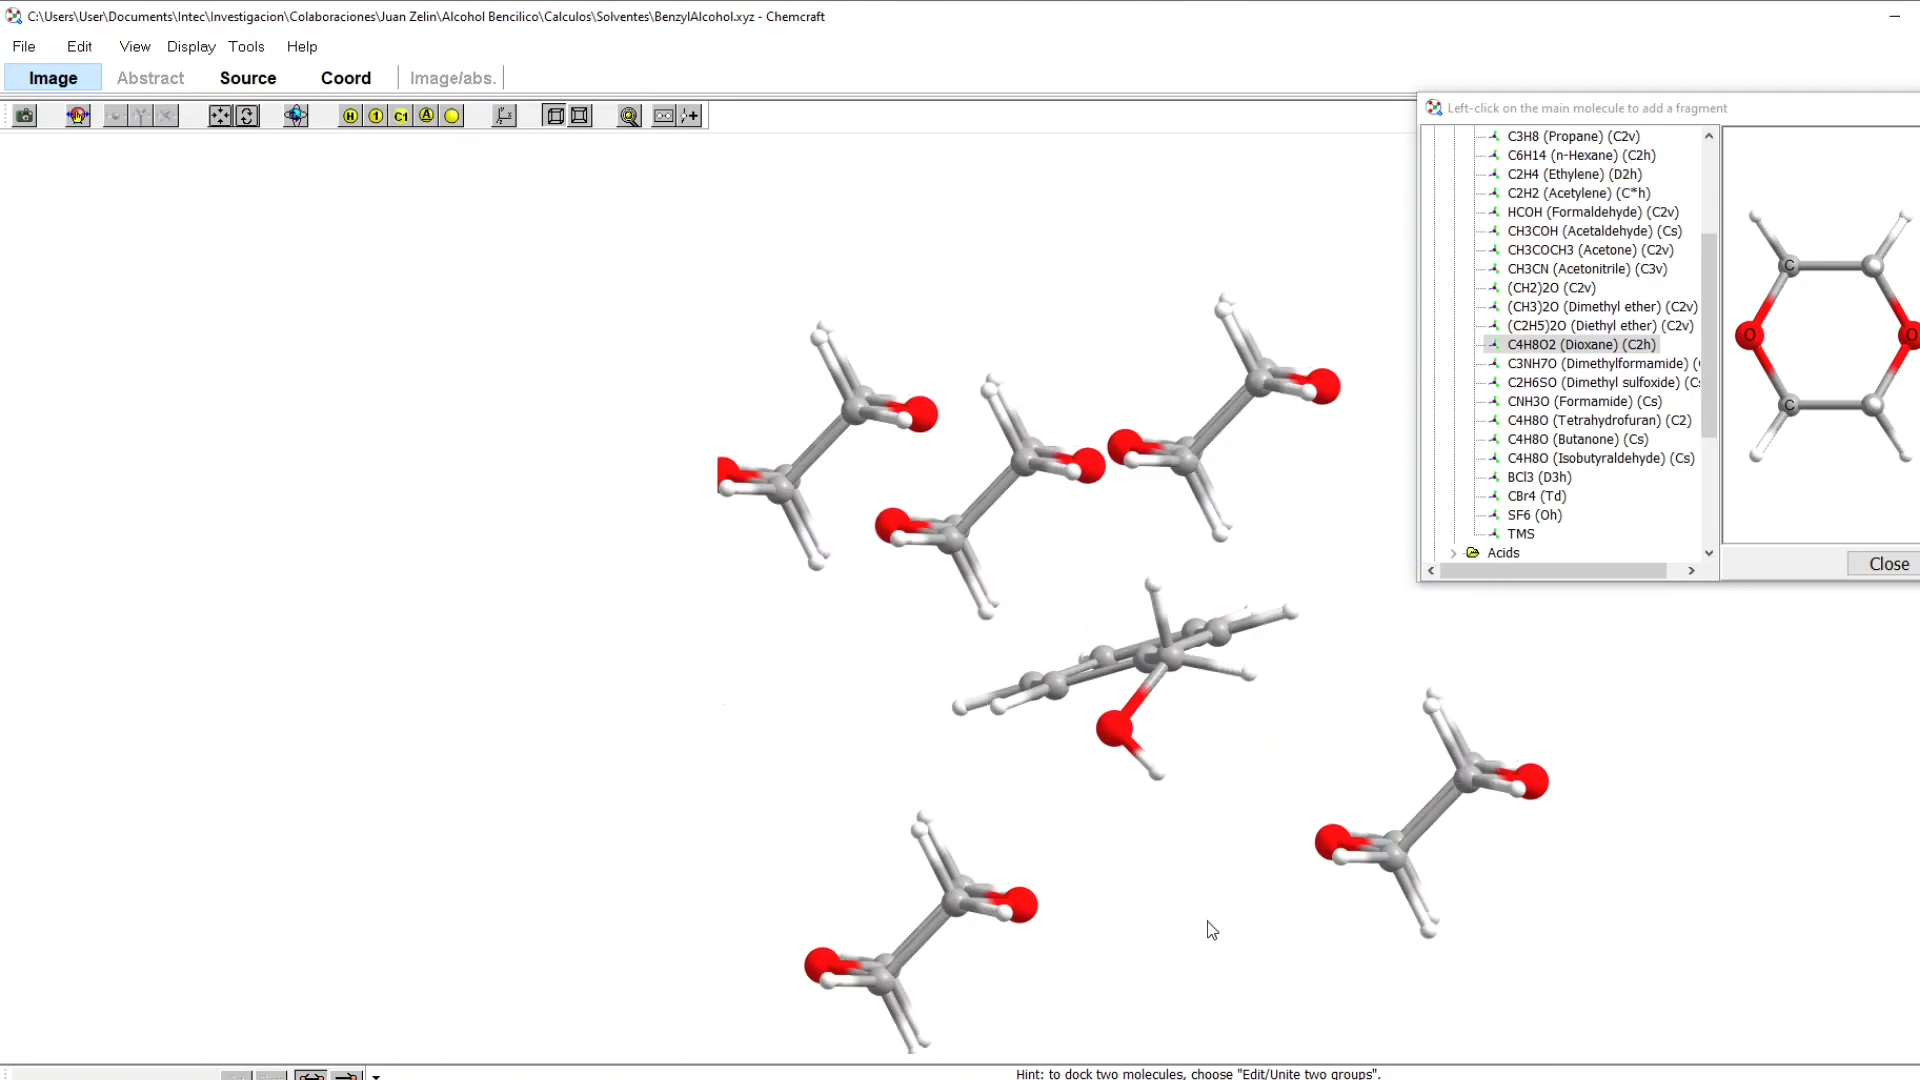 C:\Users\User\Documents\Intec\Investigacion\Colaboraciones\Juan Zelin\Alcohol Bencilico\Calculos\Solventes\BenzylAlcohol.xyz - Chemcraft
File Edit View Display Tools Help
Image Abstract Source Coord Image/abs.
H 1 C1 A
Left-click on the main molecule to add a fragment
C3H8 (Propane) (C2v)
C6H14 (n-Hexane) (C2h)
C2H4 (Ethylene) (D2h)
C2H2 (Acetylene) (C*h)
HCOH (Formaldehyde) (C2v)
CH3COH (Acetaldehyde) (Cs)
CH3COCH3 (Acetone) (C2v)
CH3CN (Acetonitrile) (C3v)
(CH2)2O (C2v)
(CH3)2O (Dimethyl ether) (C2v)
(C2H5)2O (Diethyl ether) (C2v)
C4H8O2 (Dioxane) (C2h)
C3NH7O (Dimethylformamide) (
C2H6SO (Dimethyl sulfoxide) (Cs
CNH3O (Formamide) (Cs)
C4H8O (Tetrahydrofuran) (C2)
C4H8O (Butanone) (Cs)
C4H8O (Isobutyraldehyde) (Cs)
BCl3 (D3h)
CBr4 (Td)
SF6 (Oh)
TMS
Acids
C
O O
C
Close
Hint: to dock two molecules, choose "Edit/Unite two groups".